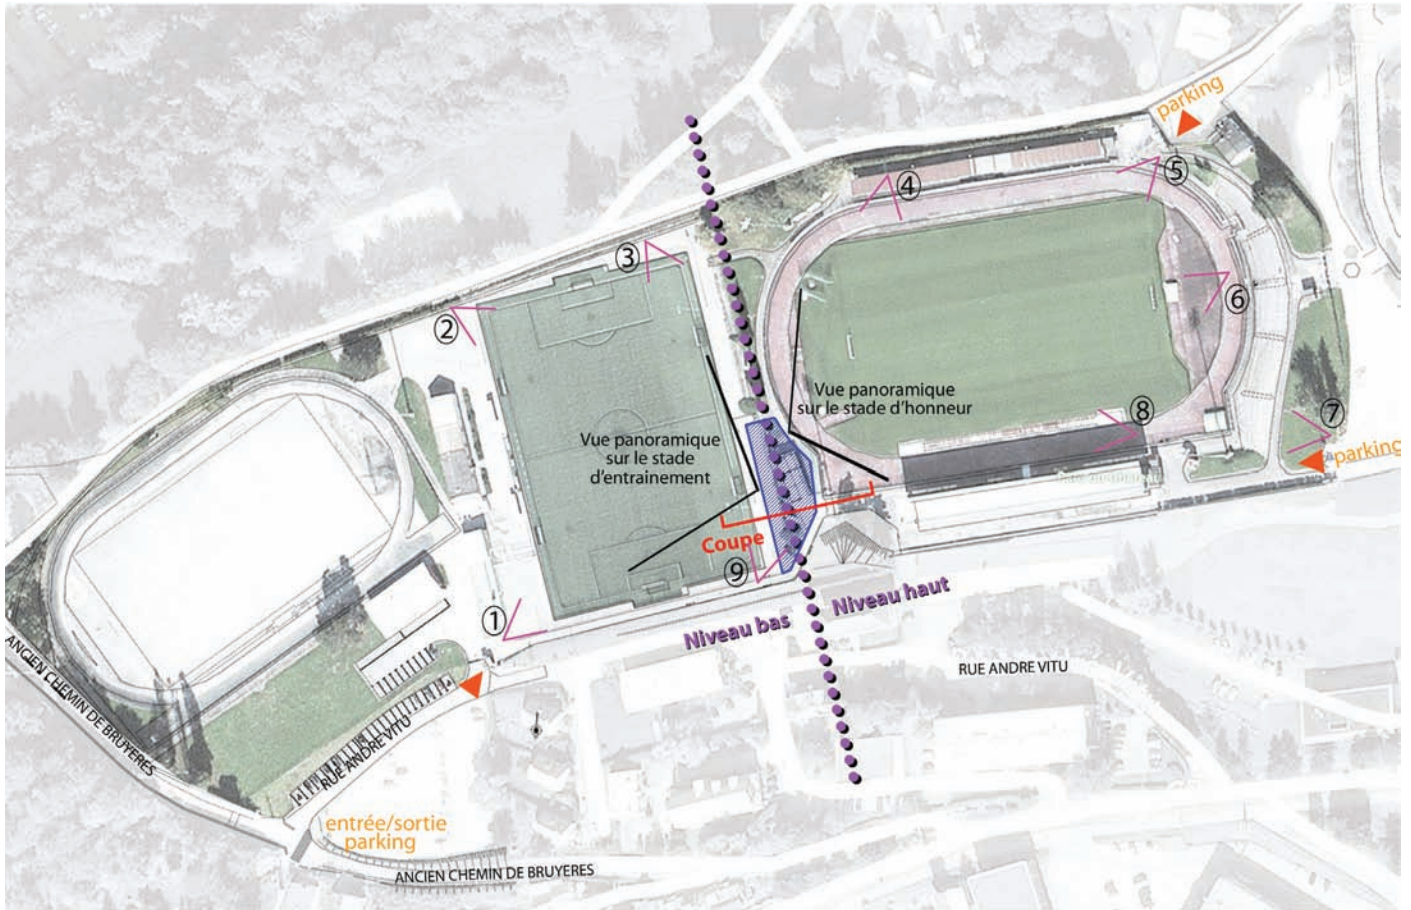 parking
④
⑤
③
②
⑥
Vue panoramique
sur le stade d'honneur
⑧
⑦
parking
Vue panoramique
sur le stade
d'entrainement
Coupe
⑨
①
Niveau bas
Niveau haut
RUE ANDRE VITU
ANCIEN CHEMIN DE BRUYERES
RUE ANDRE VITU
entrée/sortie
parking
ANCIEN CHEMIN DE BRUYERES